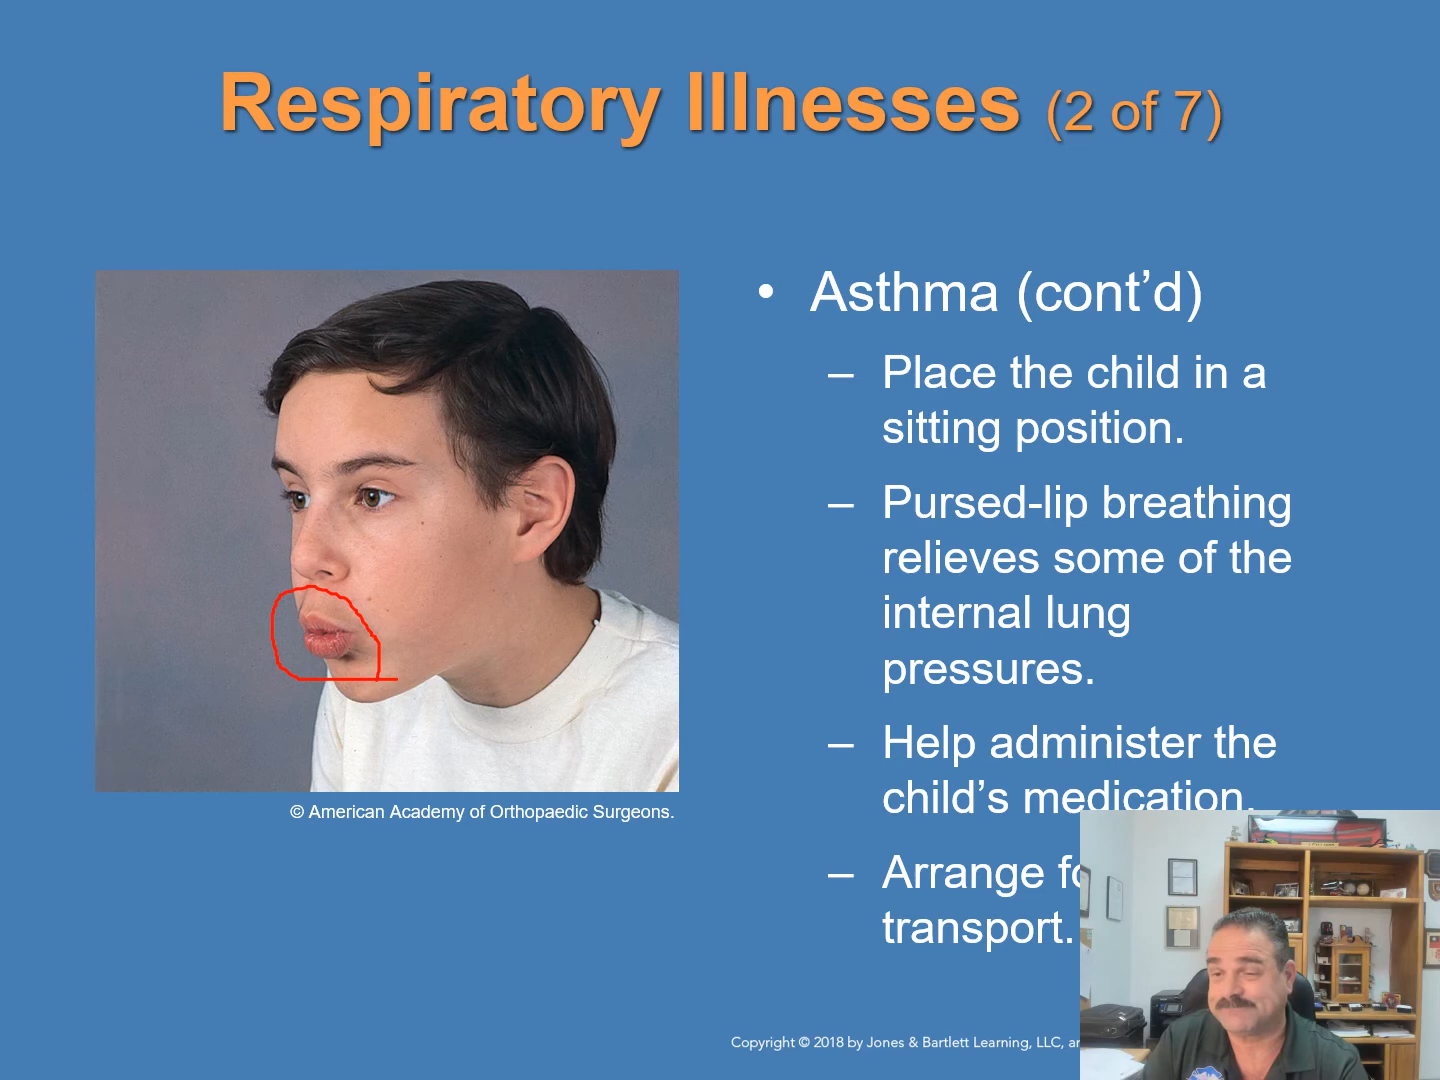 Respiratory Illnesses (2 of 7)
• Asthma (cont’d)
– Place the child in a
sitting position.
– Pursed-lip breathing
relieves some of the
internal lung
pressures.
– Help administer the
child’s medication.
– Arrange
transport.
© American Academy of Orthopaedic Surgeons.
Copyright © 2018 by Jones & Bartlett Learning, LLC,